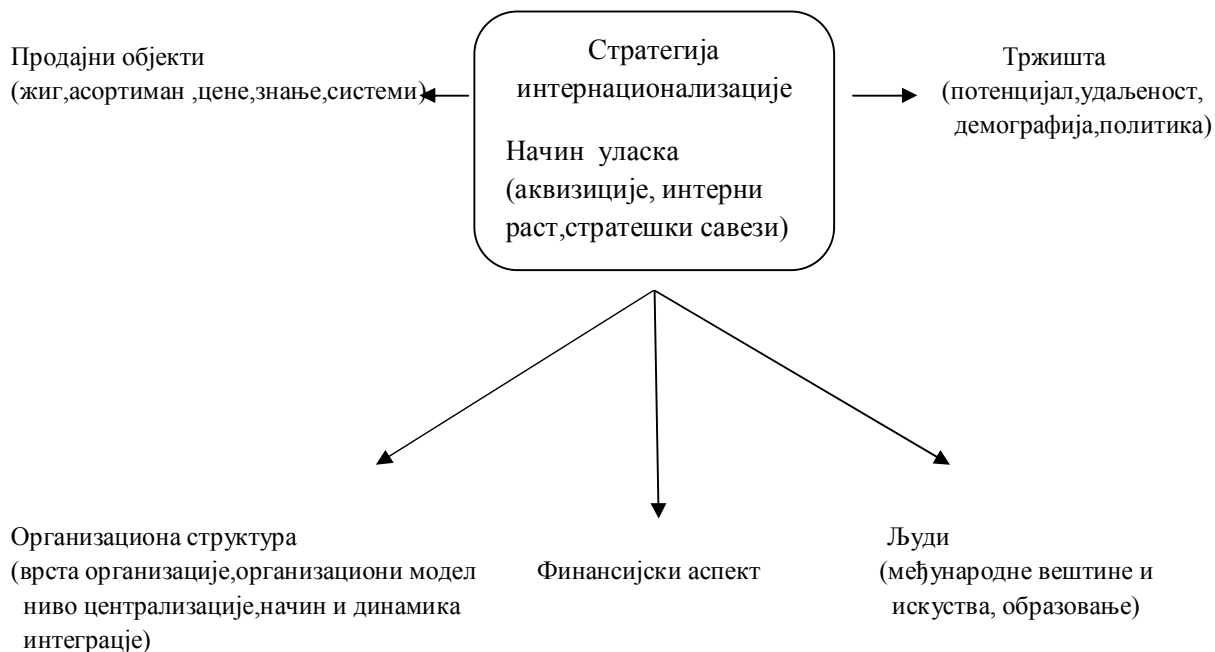 Стратегија
интернационализације
Начин уласка
(аквизиције, интерни
раст,стратешки савези)
Продајни објекти
(жиг,асортиман ,цене,знање,системи)
Тржишта
(потенцијал,удаљеност,
демографија,политика)
Организациона структура
(врста организације,организациони модел
ниво централизације,начин и динамика
интеграцје)
Финансијски аспект
Људи
(међународне вештине и
искуства, образовање)